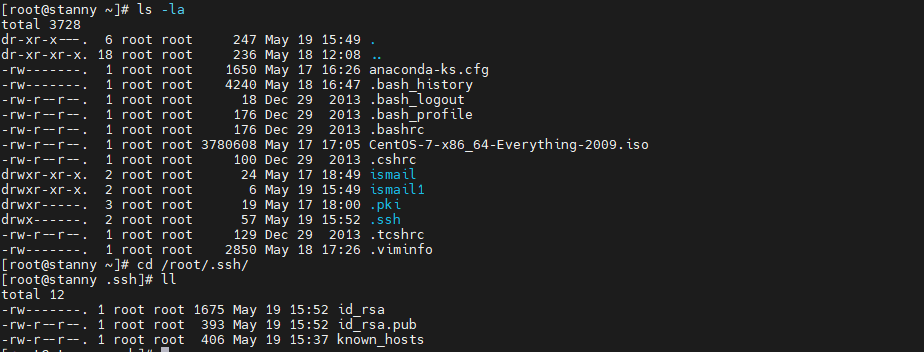 [root@stanny ~]# ls -la
total 3728
dr-xr-x---.  6 root root     247 May 19 15:49 .
dr-xr-xr-x. 18 root root     236 May 18 12:08 ..
-rw-------.  1 root root    1650 May 17 16:26 anaconda-ks.cfg
-rw-------.  1 root root    4240 May 18 16:47 .bash_history
-rw-r--r--.  1 root root      18 Dec 29  2013 .bash_logout
-rw-r--r--.  1 root root     176 Dec 29  2013 .bash_profile
-rw-r--r--.  1 root root     176 Dec 29  2013 .bashrc
-rw-r--r--.  1 root root 3780608 May 17 17:05 CentOS-7-x86_64-Everything-2009.iso
-rw-r--r--.  1 root root     100 Dec 29  2013 .cshrc
drwxr-xr-x.  2 root root      24 May 17 18:49 ismail
drwxr-xr-x.  2 root root       6 May 19 15:49 ismail1
drwxr-----.  3 root root      19 May 17 18:00 .pki
drwx------.  2 root root      57 May 19 15:52 .ssh
-rw-r--r--.  1 root root     129 Dec 29  2013 .tcshrc
-rw-------.  1 root root    2850 May 18 17:26 .viminfo
[root@stanny ~]# cd /root/.ssh/
[root@stanny .ssh]# ll
total 12
-rw-------. 1 root root 1675 May 19 15:52 id_rsa
-rw-r--r--. 1 root root  393 May 19 15:52 id_rsa.pub
-rw-r--r--. 1 root root  406 May 19 15:37 known_hosts